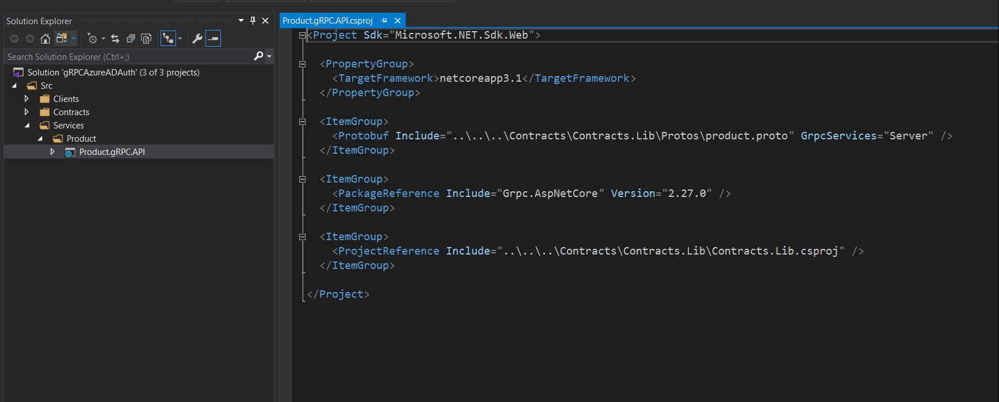 Solution Explorer
Search Solution Explorer (Ctrl+;)
Solution 'gRPCAzureADAuth' (3 of 3 projects)
Src
Clients
Contracts
Services
Product
Product.gRPC.API
Product.gRPC.API.csproj
<Project Sdk="Microsoft.NET.Sdk.Web">
<PropertyGroup>
<TargetFramework>netcoreapp3.1</TargetFramework>
</PropertyGroup>
<ItemGroup>
<Protobuf Include="..\..\..\Contracts\Contracts.Lib\Protos\product.proto" GrpcServices="Server" />
</ItemGroup>
<ItemGroup>
<PackageReference Include="Grpc.AspNetCore" Version="2.27.0" />
</ItemGroup>
<ItemGroup>
<ProjectReference Include="..\..\..\Contracts\Contracts.Lib\Contracts.Lib.csproj" />
</ItemGroup>
</Project>